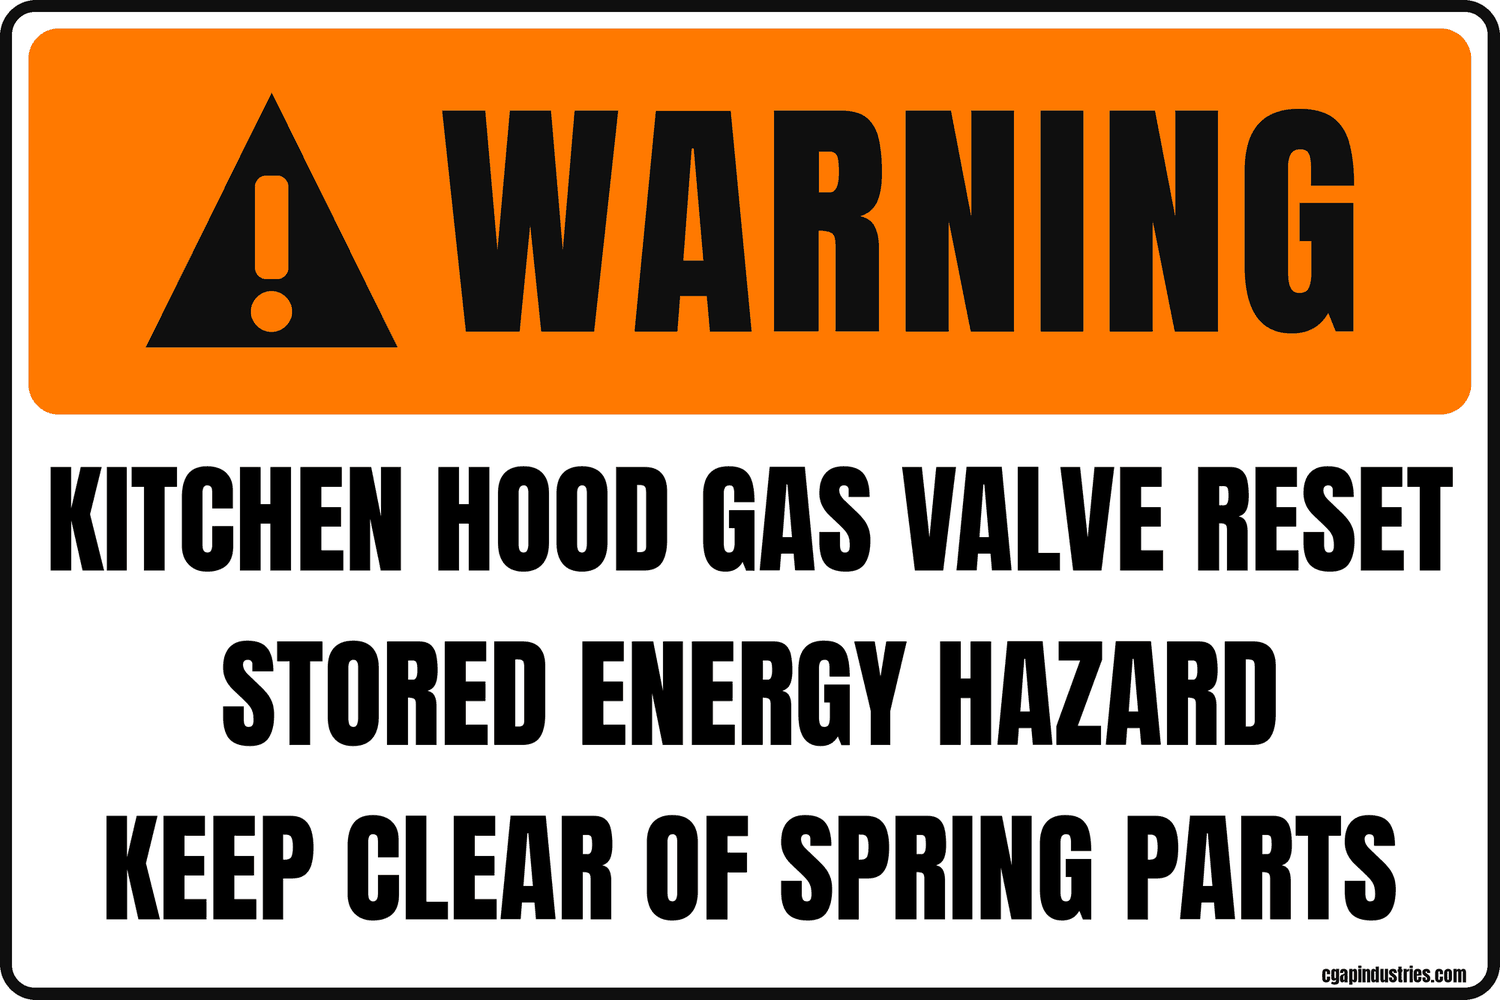 WARNING
KITCHEN HOOD GAS VALVE RESET
STORED ENERGY HAZARD
KEEP CLEAR OF SPRING PARTS
cgapindustries.com